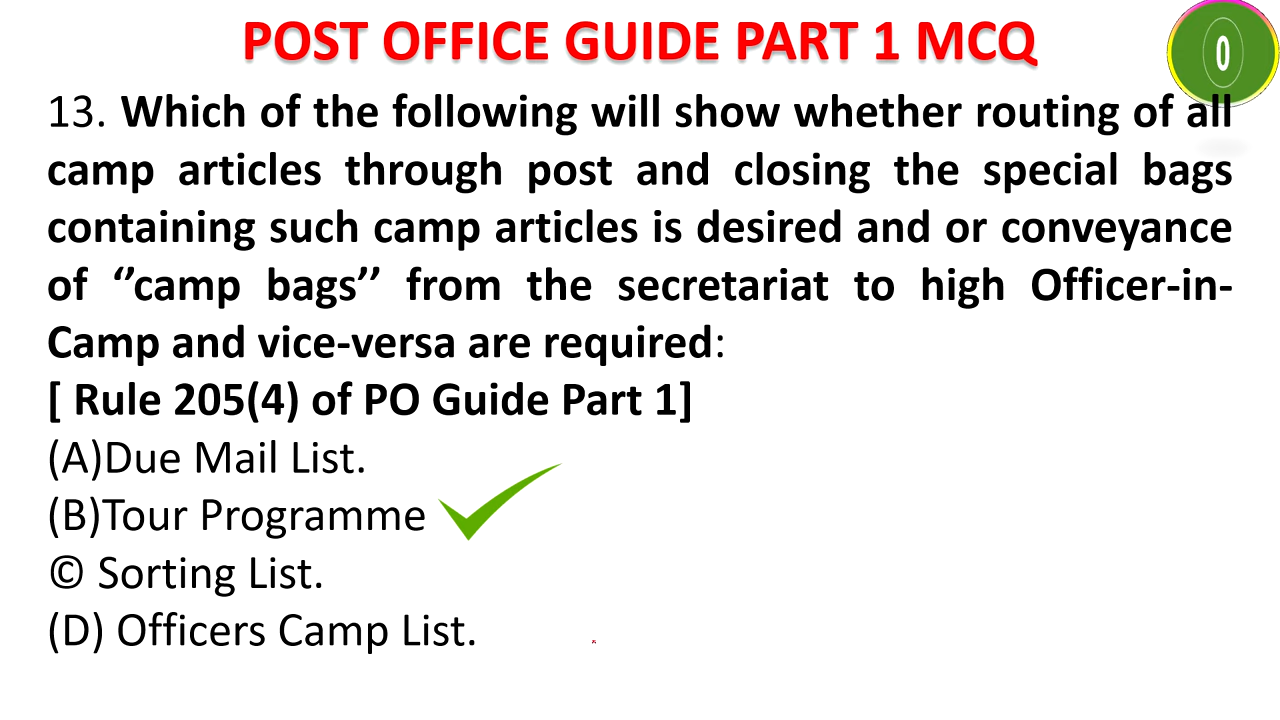 POST OFFICE GUIDE PART 1 MCQ
0
13. Which of the following will show whether routing of all
camp articles through post and closing the special bags
containing such camp articles is desired and or conveyance
of ‘’camp bags’’ from the secretariat to high Officer-in-
Camp and vice-versa are required:
[ Rule 205(4) of PO Guide Part 1]
(A)Due Mail List.
(B)Tour Programme
© Sorting List.
(D) Officers Camp List.